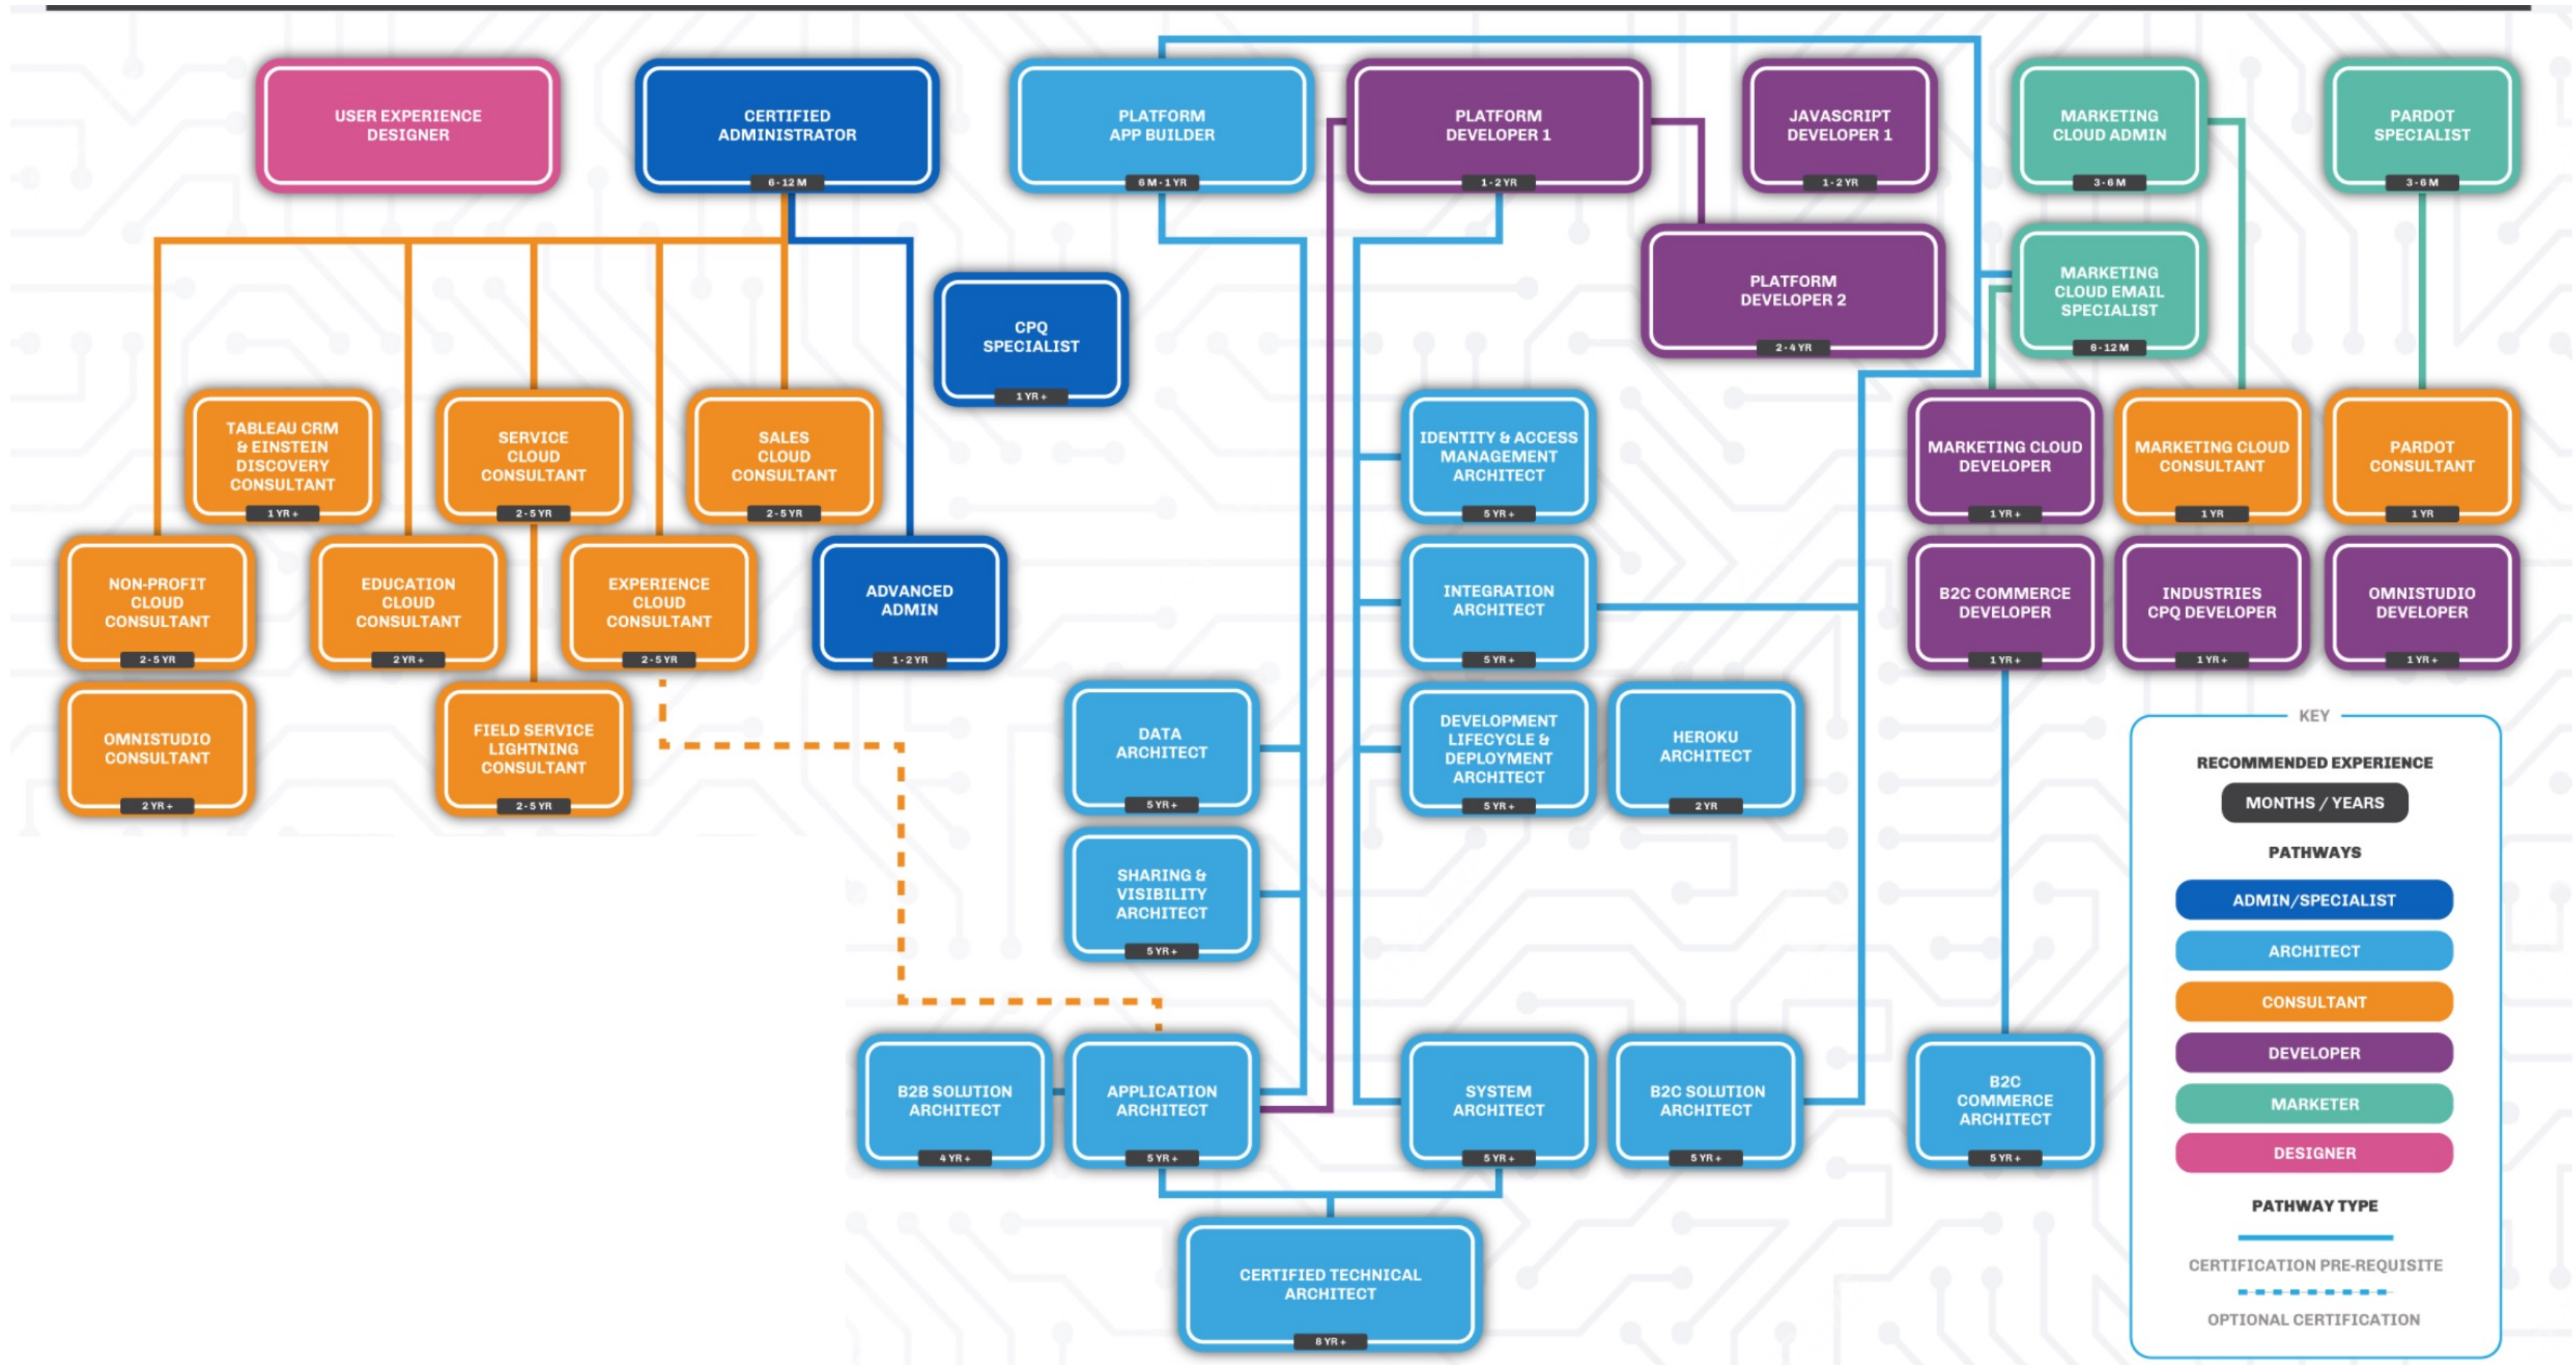 USER EXPERIENCE
DESIGNER
CERTIFIED
ADMINISTRATOR
6 - 12 M
PLATFORM
APP BUILDER
6 M - 1 YR
PLATFORM
DEVELOPER 1
1 - 2 YR
JAVASCRIPT
DEVELOPER 1
1 - 2 YR
MARKETING
CLOUD ADMIN
3 - 6 M
PARDOT
SPECIALIST
3 - 6 M
CPQ
SPECIALIST
1 YR +
PLATFORM
DEVELOPER 2
2 - 4 YR
MARKETING
CLOUD EMAIL
SPECIALIST
6 - 12 M
TABLEAU CRM
& EINSTEIN
DISCOVERY
CONSULTANT
1 YR +
SERVICE
CLOUD
CONSULTANT
2 - 5 YR
SALES
CLOUD
CONSULTANT
2 - 5 YR
IDENTITY & ACCESS
MANAGEMENT
ARCHITECT
5 YR +
MARKETING CLOUD
DEVELOPER
1 YR +
MARKETING CLOUD
CONSULTANT
1 YR
PARDOT
CONSULTANT
1 YR
NON-PROFIT
CLOUD
CONSULTANT
2 - 5 YR
EDUCATION
CLOUD
CONSULTANT
2 YR +
EXPERIENCE
CLOUD
CONSULTANT
2 - 5 YR
ADVANCED
ADMIN
1 - 2 YR
INTEGRATION
ARCHITECT
5 YR +
B2C COMMERCE
DEVELOPER
1 YR +
INDUSTRIES
CPQ DEVELOPER
1 YR +
OMNISTUDIO
DEVELOPER
1 YR +
OMNISTUDIO
CONSULTANT
2 YR +
FIELD SERVICE
LIGHTNING
CONSULTANT
2 - 5 YR
DATA
ARCHITECT
5 YR +
DEVELOPMENT
LIFECYCLE &
DEPLOYMENT
ARCHITECT
5 YR +
HEROKU
ARCHITECT
2 YR
SHARING &
VISIBILITY
ARCHITECT
5 YR +
B2B SOLUTION
ARCHITECT
4 YR +
APPLICATION
ARCHITECT
5 YR +
SYSTEM
ARCHITECT
5 YR +
B2C SOLUTION
ARCHITECT
5 YR +
B2C
COMMERCE
ARCHITECT
5 YR +
CERTIFIED TECHNICAL
ARCHITECT
8 YR +
KEY
RECOMMENDED EXPERIENCE
MONTHS / YEARS
PATHWAYS
ADMIN/SPECIALIST
ARCHITECT
CONSULTANT
DEVELOPER
MARKETER
DESIGNER
PATHWAY TYPE
CERTIFICATION PRE-REQUISITE
OPTIONAL CERTIFICATION